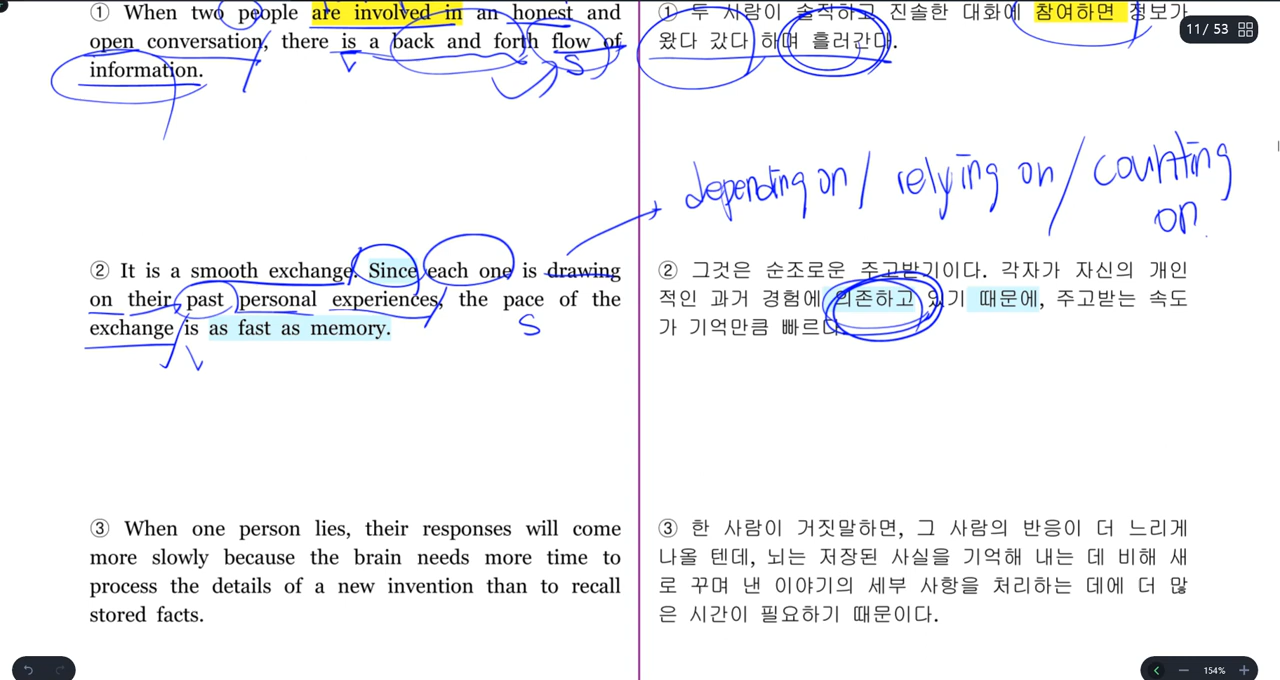 ① When two people are involved in an honest and
open conversation, there is a back and forth flow of
information.
① 두 사람이 솔직하고 진솔한 대화에 참여하면 정보가
왔다 갔다 하며 흘러간다.
11 / 53
depending on / relying on / counting
on
② It is a smooth exchange. Since each one is drawing
on their past personal experiences, the pace of the
exchange is as fast as memory.
S
V
S
V
② 그것은 순조로운 주고받기이다. 각자가 자신의 개인
적인 과거 경험에 의존하고 있기 때문에, 주고받는 속도
가 기억만큼 빠르다.
③ When one person lies, their responses will come
more slowly because the brain needs more time to
process the details of a new invention than to recall
stored facts.
③ 한 사람이 거짓말하면, 그 사람의 반응이 더 느리게
나올 텐데, 뇌는 저장된 사실을 기억해 내는 데 비해 새
로 꾸며 낸 이야기의 세부 사항을 처리하는 데에 더 많
은 시간이 필요하기 때문이다.
154%